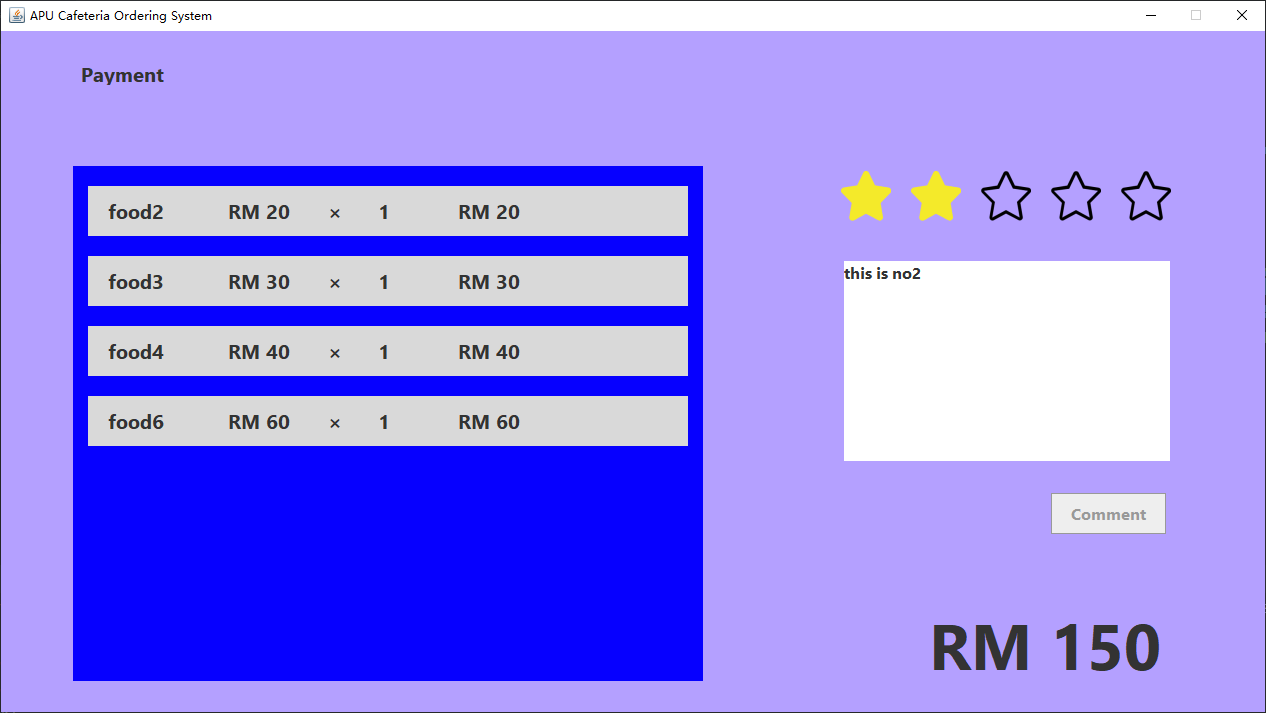 APU Cafeteria Ordering System
Payment
food2 RM 20 × 1 RM 20
food3 RM 30 × 1 RM 30
food4 RM 40 × 1 RM 40
food6 RM 60 × 1 RM 60
this is no2
Comment
RM 150